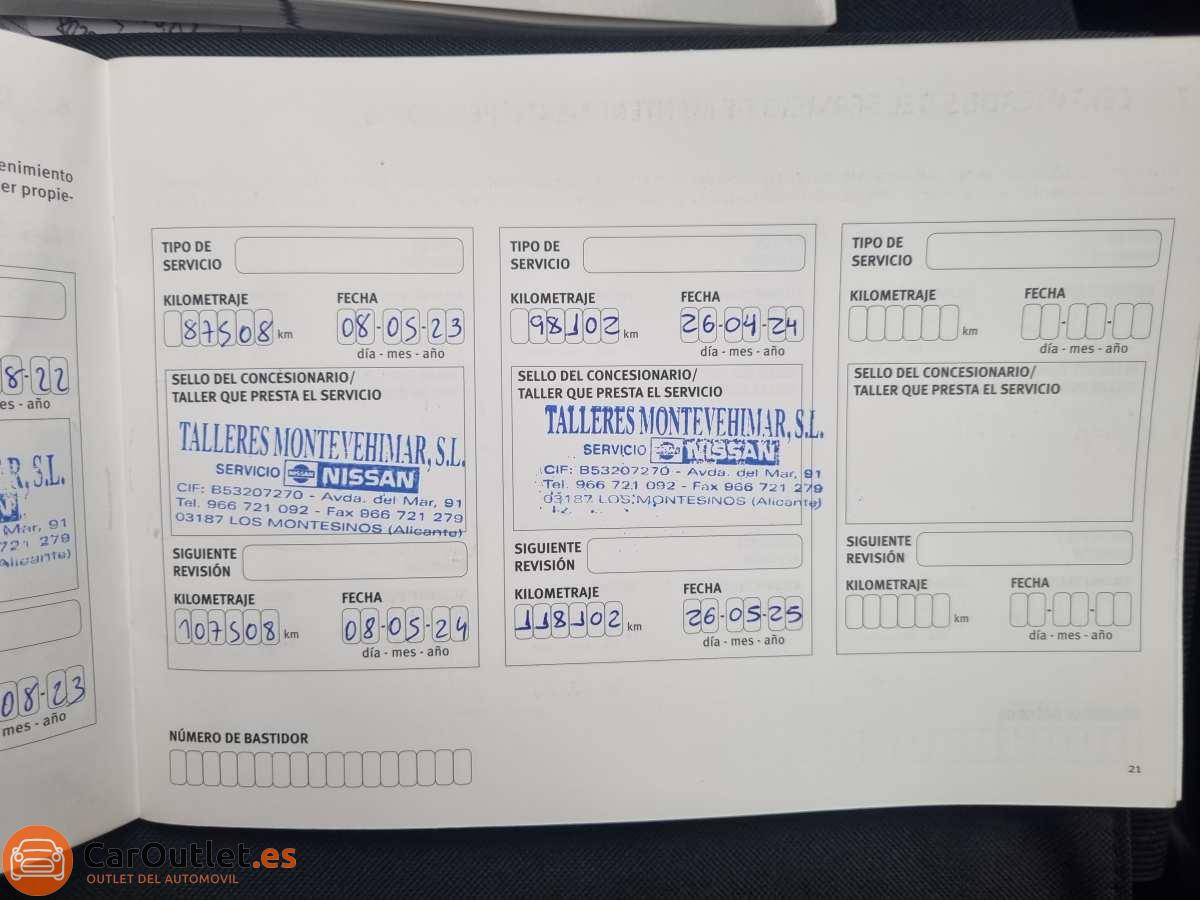 enimiento
er propie-
8-22
es - año
AR, S.L.
Mar, 91
721 279
Alicante)
08-23
mes - año
TIPO DE
SERVICIO
KILOMETRAJE FECHA
87508 km 08-05-23
día - mes - año
SELLO DEL CONCESIONARIO/
TALLER QUE PRESTA EL SERVICIO
TALLERES MONTEVEHIMAR, S.L.
SERVICIO NISSAN
CIF: B53207270 - Avda. del Mar, 91
Tel. 966 721 092 - Fax 966 721 279
03187 LOS MONTESINOS (Alicante)
SIGUIENTE
REVISIÓN
KILOMETRAJE FECHA
107508 km 08-05-24
día - mes - año
TIPO DE
SERVICIO
KILOMETRAJE FECHA
98102 km 26-04-24
día - mes - año
SELLO DEL CONCESIONARIO/
TALLER QUE PRESTA EL SERVICIO
TALLERES MONTEVEHIMAR, S.L.
SERVICIO NISSAN
CIF: B53207270 - Avda. del Mar, 91
Tel. 966 721 092 - Fax 966 721 279
03187 LOS MONTESINOS (Alicante)
SIGUIENTE
REVISIÓN
KILOMETRAJE FECHA
118102 km 26-05-25
día - mes - año
TIPO DE
SERVICIO
KILOMETRAJE FECHA
km - -
día - mes - año
SELLO DEL CONCESIONARIO/
TALLER QUE PRESTA EL SERVICIO
SIGUIENTE
REVISIÓN
KILOMETRAJE FECHA
km - -
día - mes - año
NÚMERO DE BASTIDOR
21
CarOutlet.es
OUTLET DEL AUTOMOVIL